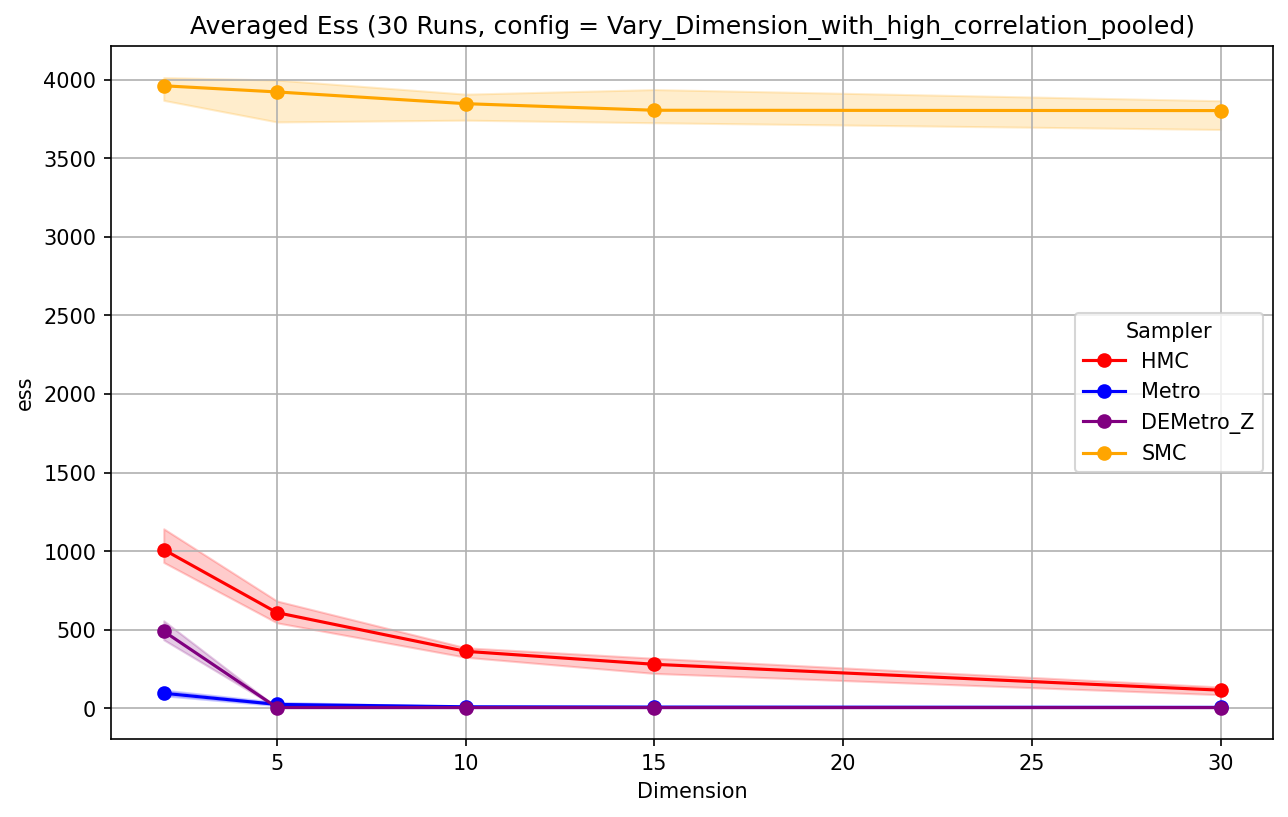 Averaged Ess (30 Runs, config = Vary_Dimension_with_high_correlation_pooled)
4000
3500
3000
2500
2000
1500
1000
500
0
ess
Sampler
HMC
Metro
DEMetro_Z
SMC
5
10
15
20
25
30
Dimension